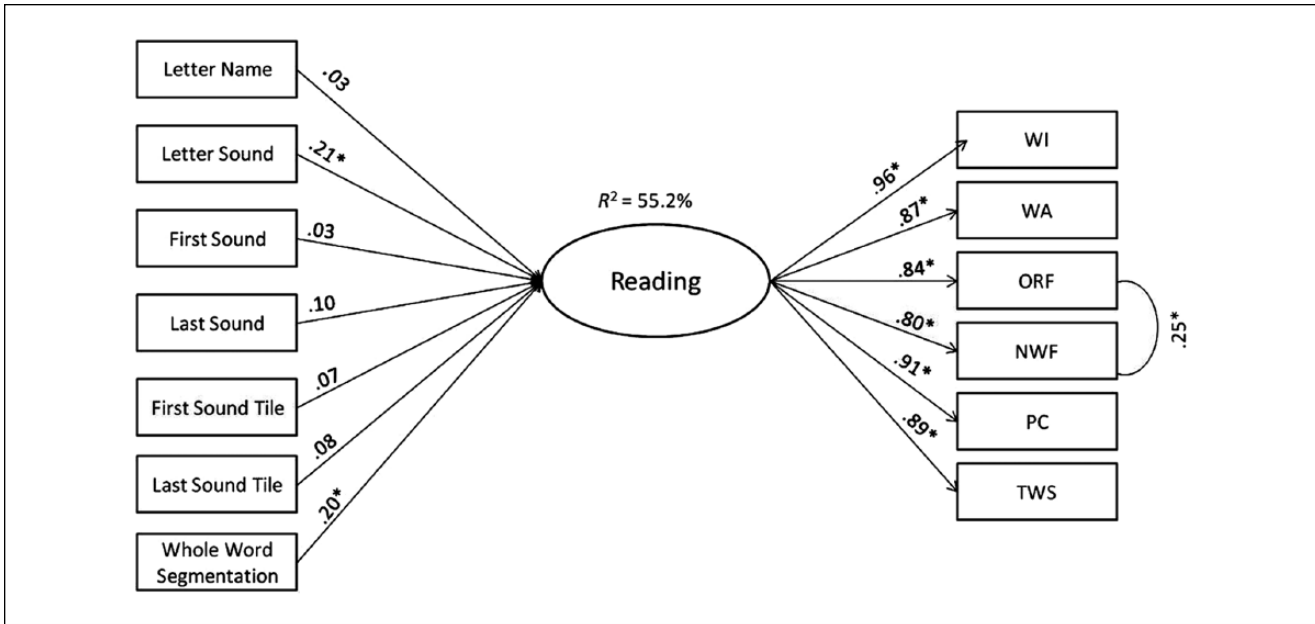 Letter Name
.03
Letter Sound
.21*
First Sound
.03
Last Sound
.10
First Sound Tile
.07
Last Sound Tile
.08
Whole Word
Segmentation
.20*
R² = 55.2%
Reading
.96*
WI
.87*
WA
.84*
ORF
.80*
NWF
.25*
.91*
PC
.89*
TWS